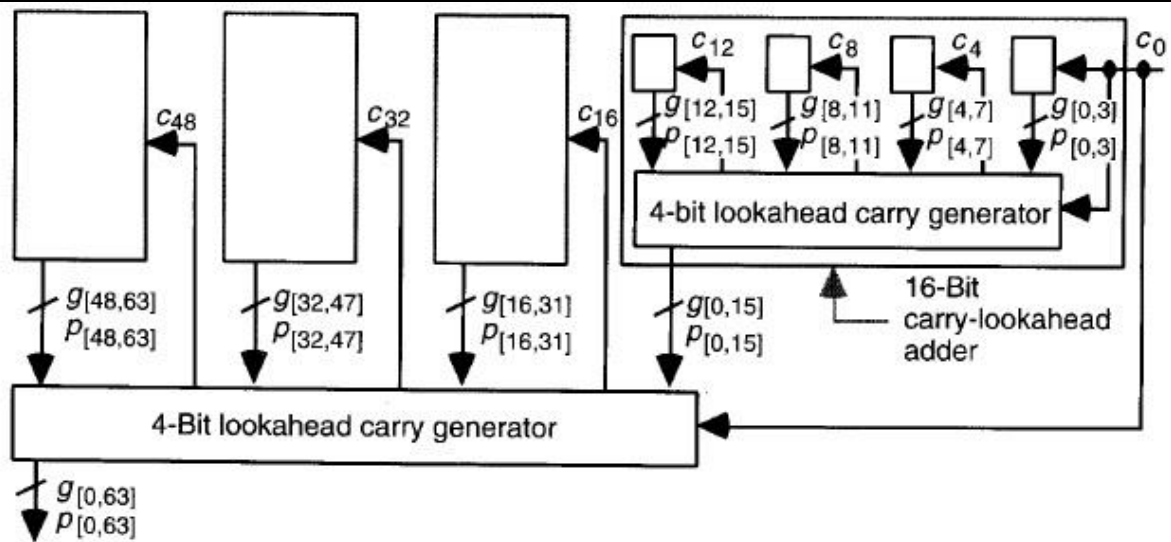 c12 c8 c4 c0
g[12,15] g[8,11] g[4,7] g[0,3]
p[12,15] p[8,11] p[4,7] p[0,3]
c48 c32 c16
4-bit lookahead carry generator
g[48,63] g[32,47] g[16,31] g[0,15]
p[48,63] p[32,47] p[16,31] p[0,15]
16-Bit
carry-lookahead
adder
4-Bit lookahead carry generator
g[0,63]
p[0,63]